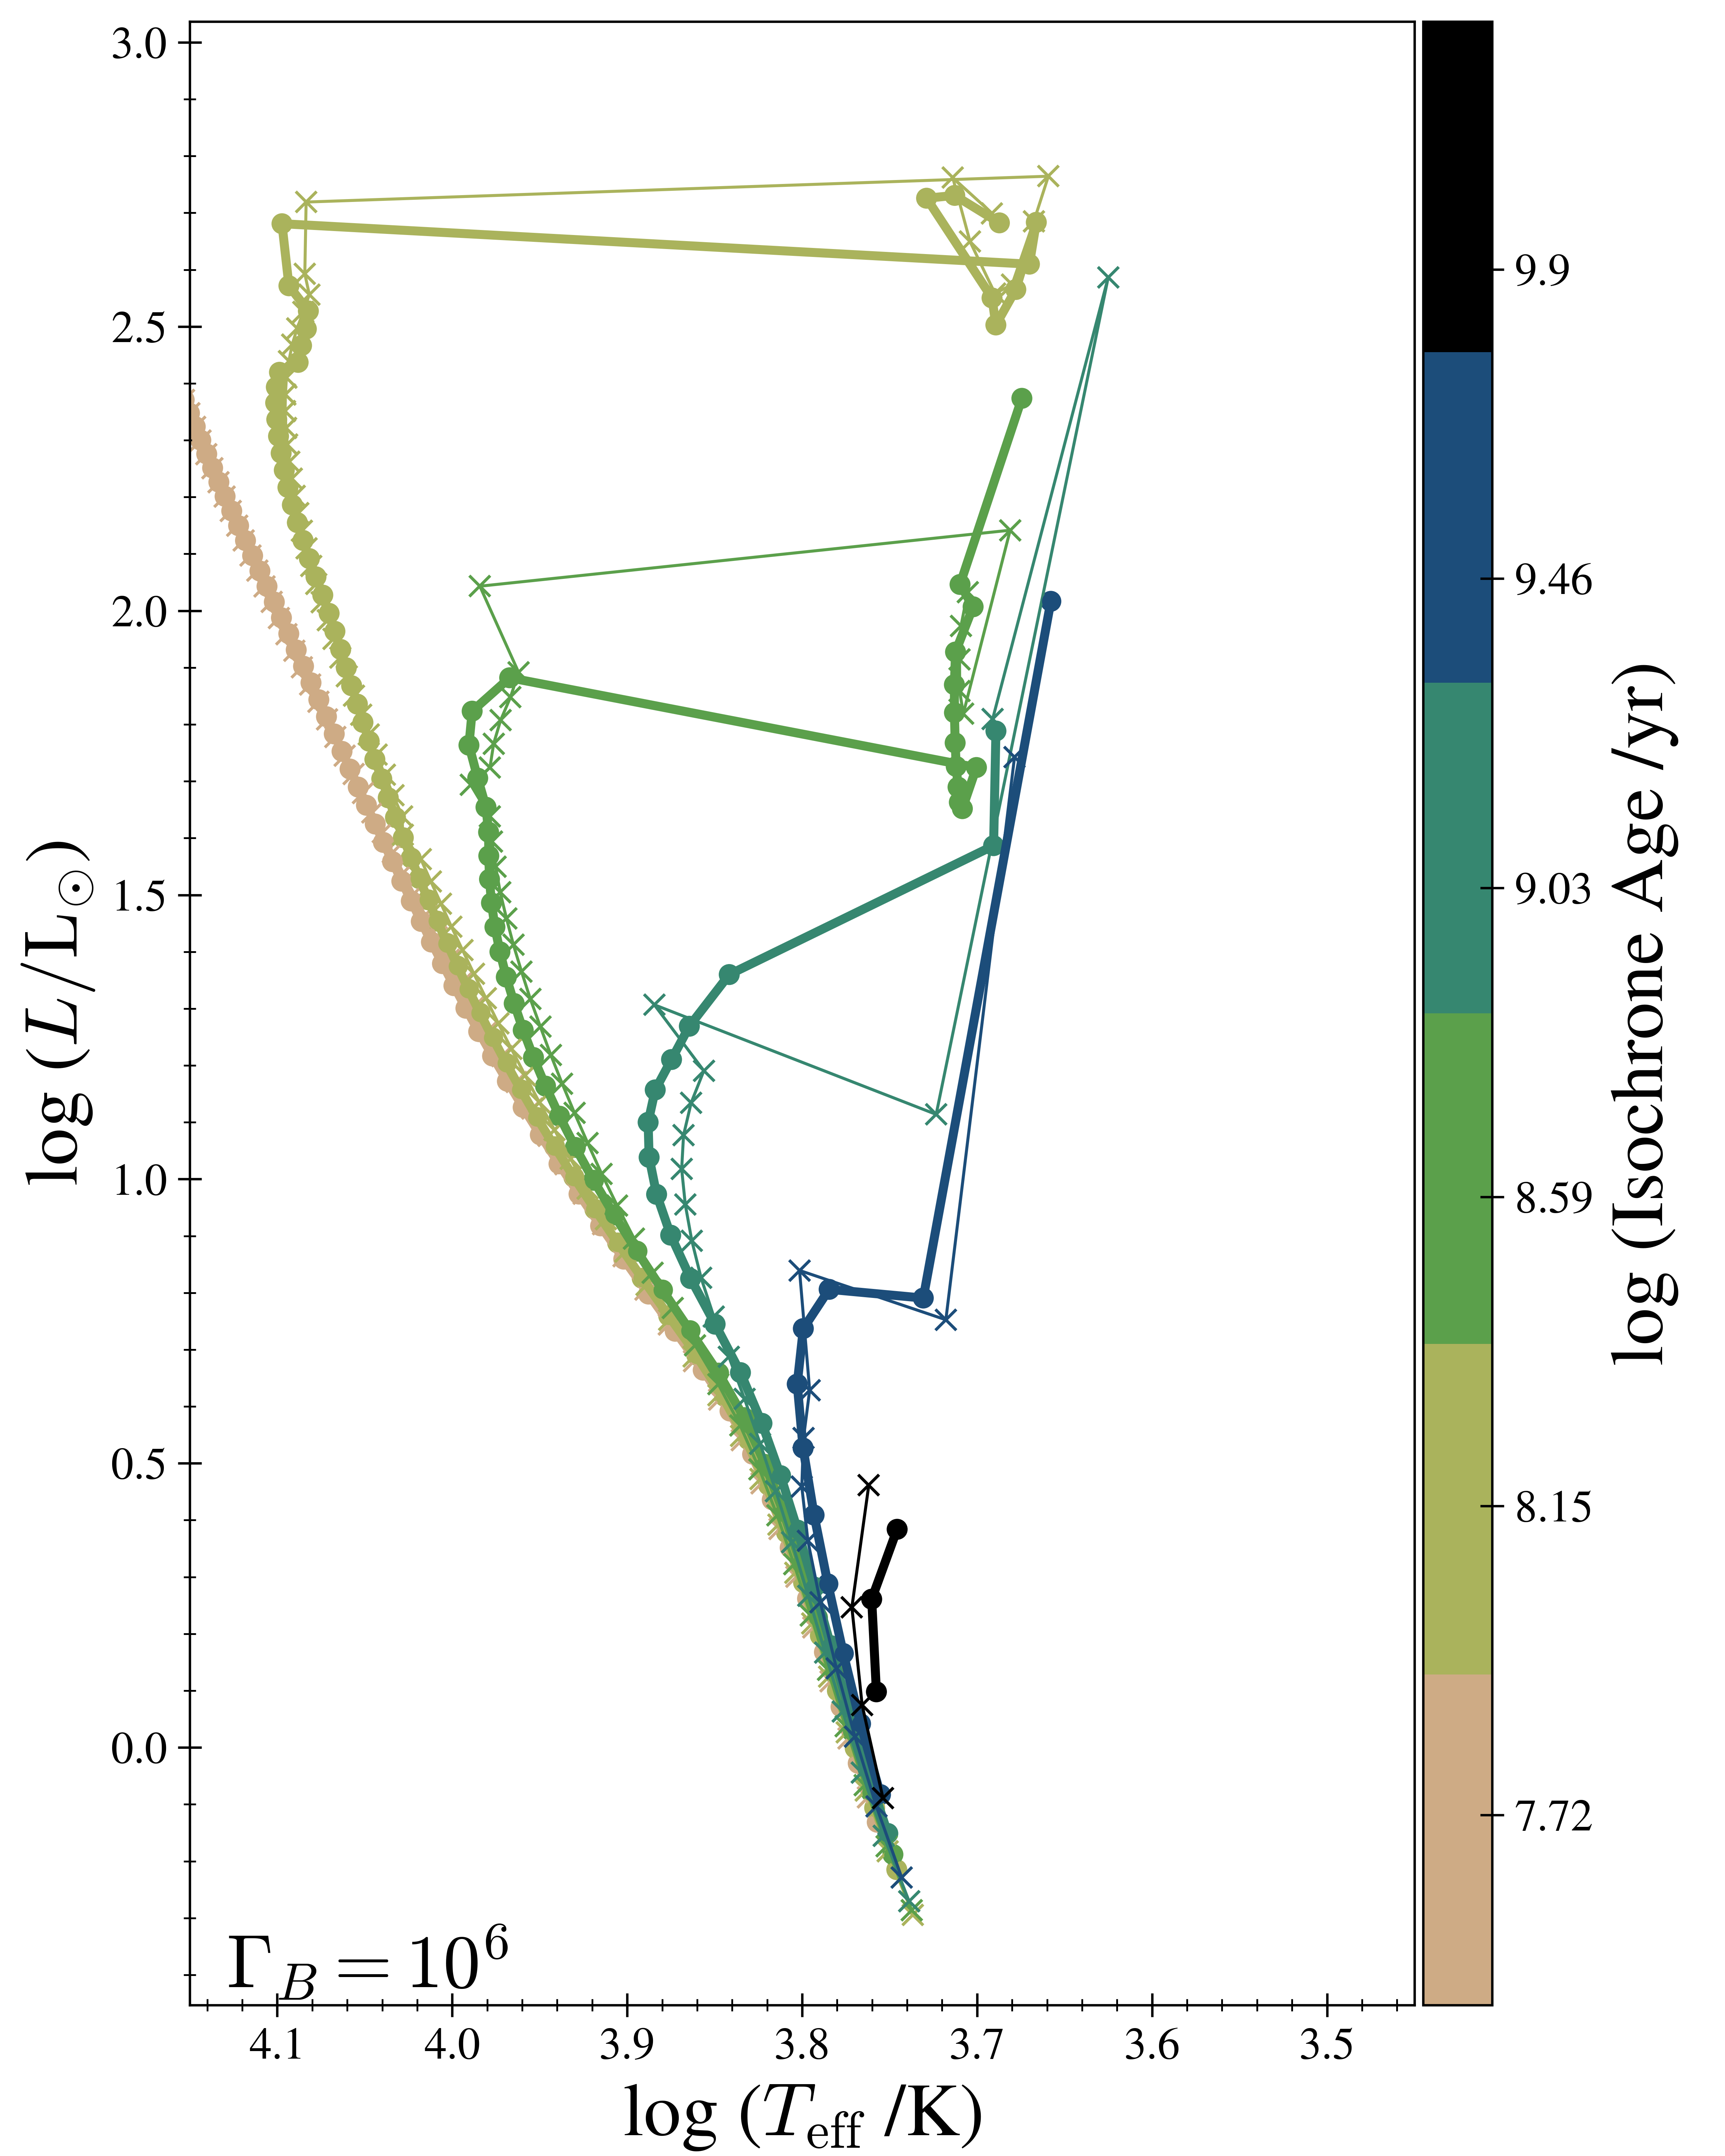 3.0
2.5
2.0
1.5
1.0
0.5
0.0
log (L/L☉)
Γ_B = 10⁶
4.1 4.0 3.9 3.8 3.7 3.6 3.5
log (T_eff /K)
9.9
9.46
9.03
8.59
8.15
7.72
log (Isochrone Age /yr)